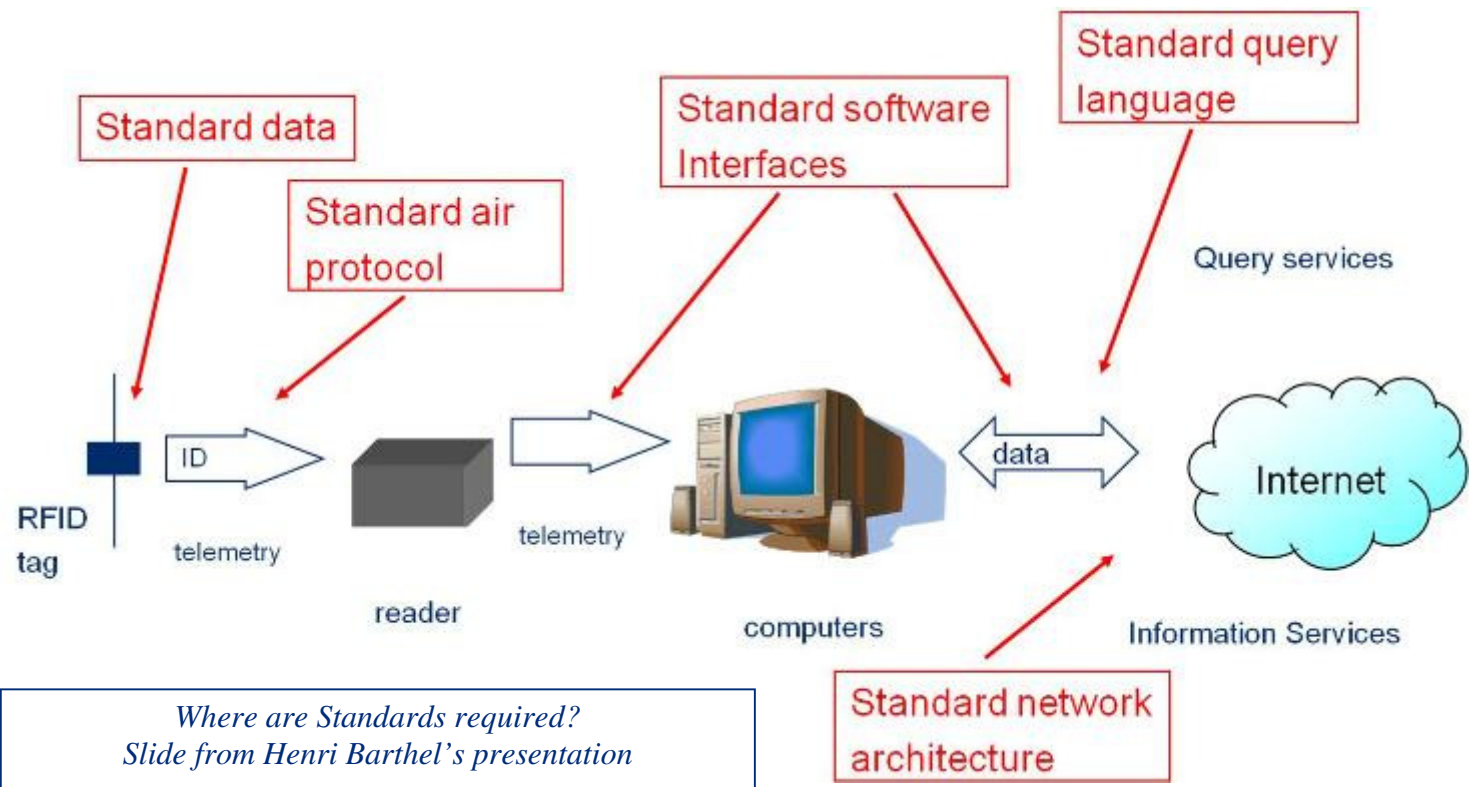 Standard query
language
Standard software
Interfaces
Standard data
Standard air
protocol
Query services
ID
data
Internet
RFID
tag
telemetry
telemetry
reader
computers
Information Services
Standard network
architecture
Where are Standards required?
Slide from Henri Barthel's presentation